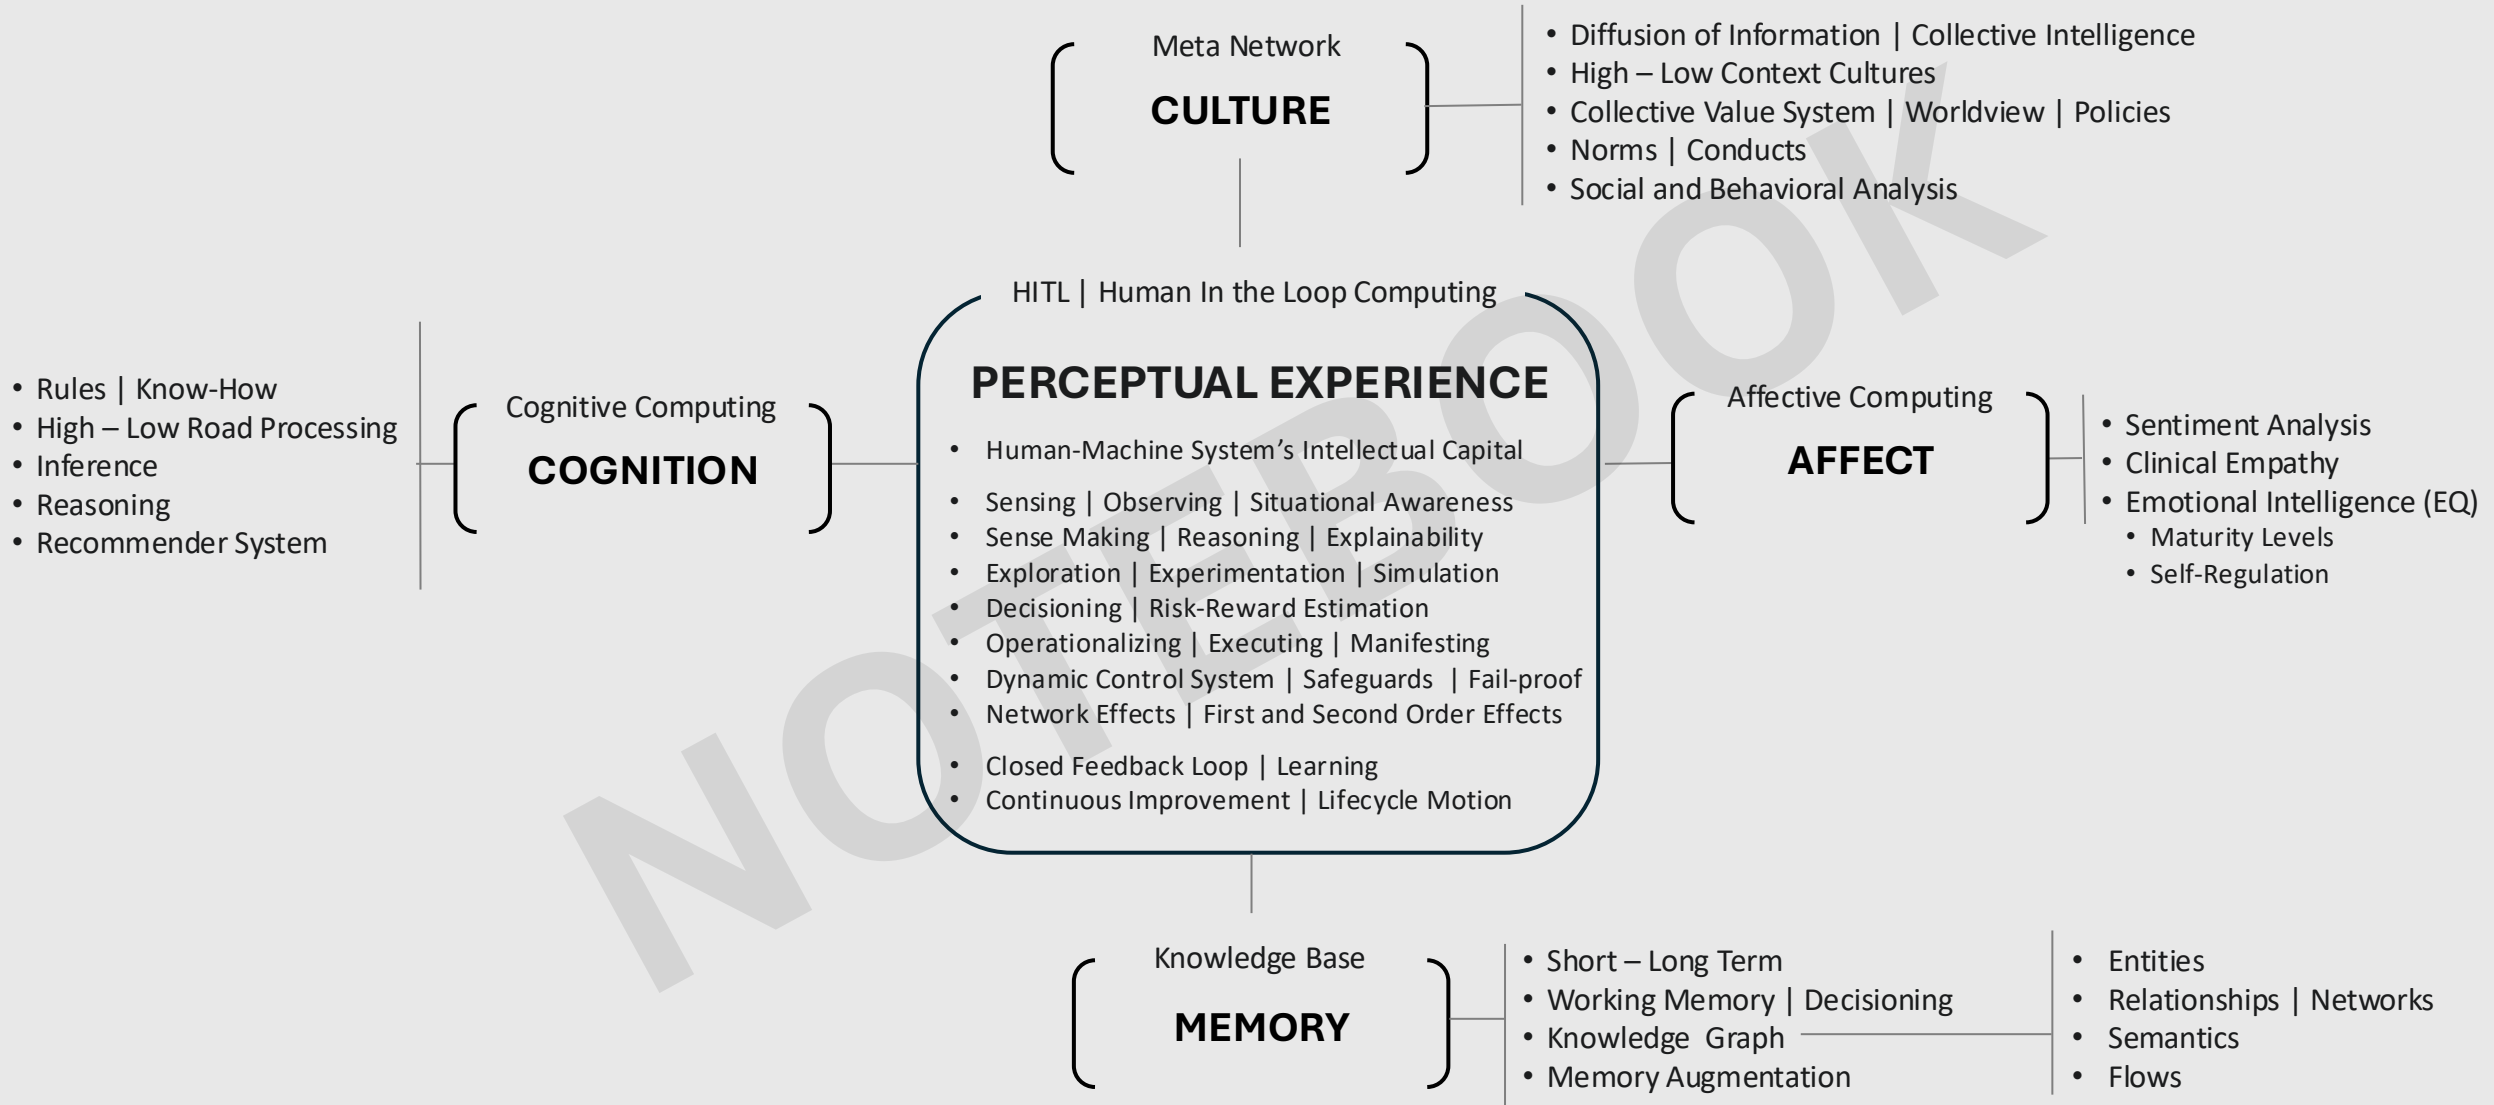 Meta Network
CULTURE
• Diffusion of Information | Collective Intelligence
• High – Low Context Cultures
• Collective Value System | Worldview | Policies
• Norms | Conducts
• Social and Behavioral Analysis
HITL | Human In the Loop Computing
PERCEPTUAL EXPERIENCE
• Human-Machine System’s Intellectual Capital
• Sensing | Observing | Situational Awareness
• Sense Making | Reasoning | Explainability
• Exploration | Experimentation | Simulation
• Decisioning | Risk-Reward Estimation
• Operationalizing | Executing | Manifesting
• Dynamic Control System | Safeguards | Fail-proof
• Network Effects | First and Second Order Effects
• Closed Feedback Loop | Learning
• Continuous Improvement | Lifecycle Motion
• Rules | Know-How
• High – Low Road Processing
• Inference
• Reasoning
• Recommender System
Cognitive Computing
COGNITION
Affective Computing
AFFECT
• Sentiment Analysis
• Clinical Empathy
• Emotional Intelligence (EQ)
• Maturity Levels
• Self-Regulation
Knowledge Base
MEMORY
• Short – Long Term
• Working Memory | Decisioning
• Knowledge Graph
• Memory Augmentation
• Entities
• Relationships | Networks
• Semantics
• Flows
NOTEBOOK